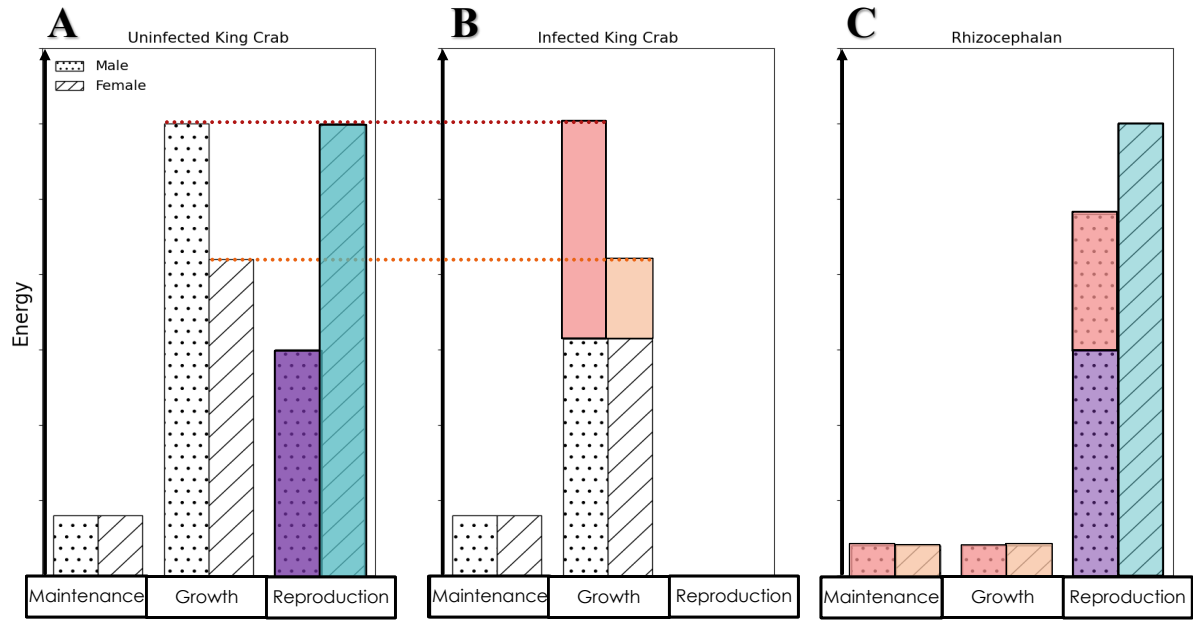 A
B
C
Uninfected King Crab
Infected King Crab
Rhizocephalan
Male
Female
Energy
Maintenance
Growth
Reproduction
Maintenance
Growth
Reproduction
Maintenance
Growth
Reproduction